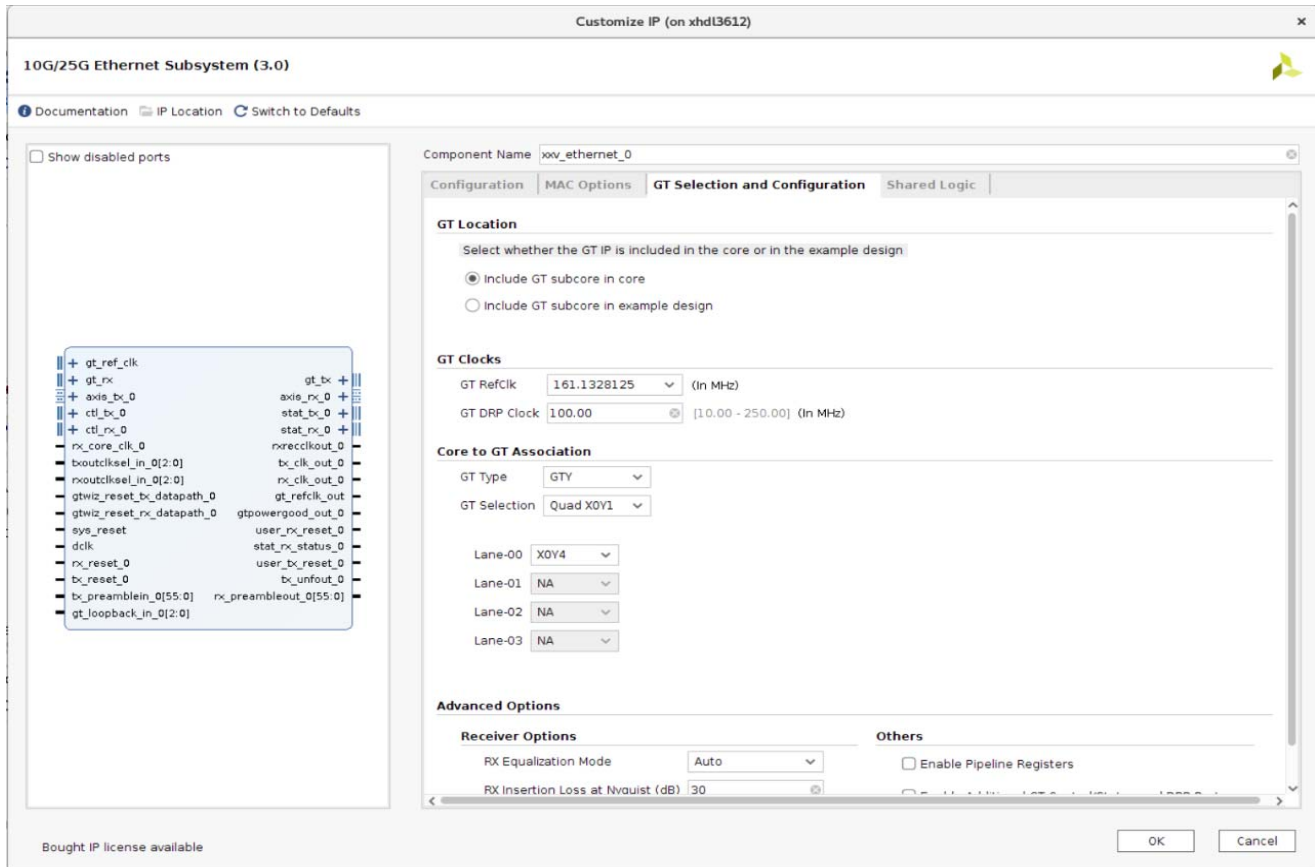 Customize IP (on xhdl3612)
10G/25G Ethernet Subsystem (3.0)
Documentation IP Location Switch to Defaults
Show disabled ports
gt_ref_clk
gt_rx gt_tx
axis_tx_0 axis_rx_0
ctl_tx_0 stat_tx_0
ctl_rx_0 stat_rx_0
rx_core_clk_0 rxrecclkout_0
txoutclksel_in_0[2:0] tx_clk_out_0
rxoutclksel_in_0[2:0] rx_clk_out_0
gtwiz_reset_tx_datapath_0 gt_refclk_out
gtwiz_reset_rx_datapath_0 gtpowergood_out_0
sys_reset user_rx_reset_0
dclk stat_rx_status_0
rx_reset_0 user_tx_reset_0
tx_reset_0 tx_unfout_0
tx_preamblein_0[55:0] rx_preambleout_0[55:0]
gt_loopback_in_0[2:0]
Component Name xxv_ethernet_0
Configuration MAC Options GT Selection and Configuration Shared Logic
GT Location
Select whether the GT IP is included in the core or in the example design
Include GT subcore in core
Include GT subcore in example design
GT Clocks
GT RefClk 161.1328125 (In MHz)
GT DRP Clock 100.00 [10.00 - 250.00] (In MHz)
Core to GT Association
GT Type GTY
GT Selection Quad X0Y1
Lane-00 X0Y4
Lane-01 NA
Lane-02 NA
Lane-03 NA
Advanced Options
Receiver Options Others
RX Equalization Mode Auto Enable Pipeline Registers
RX Insertion Loss at Nyquist (dB) 30
Bought IP license available
OK Cancel